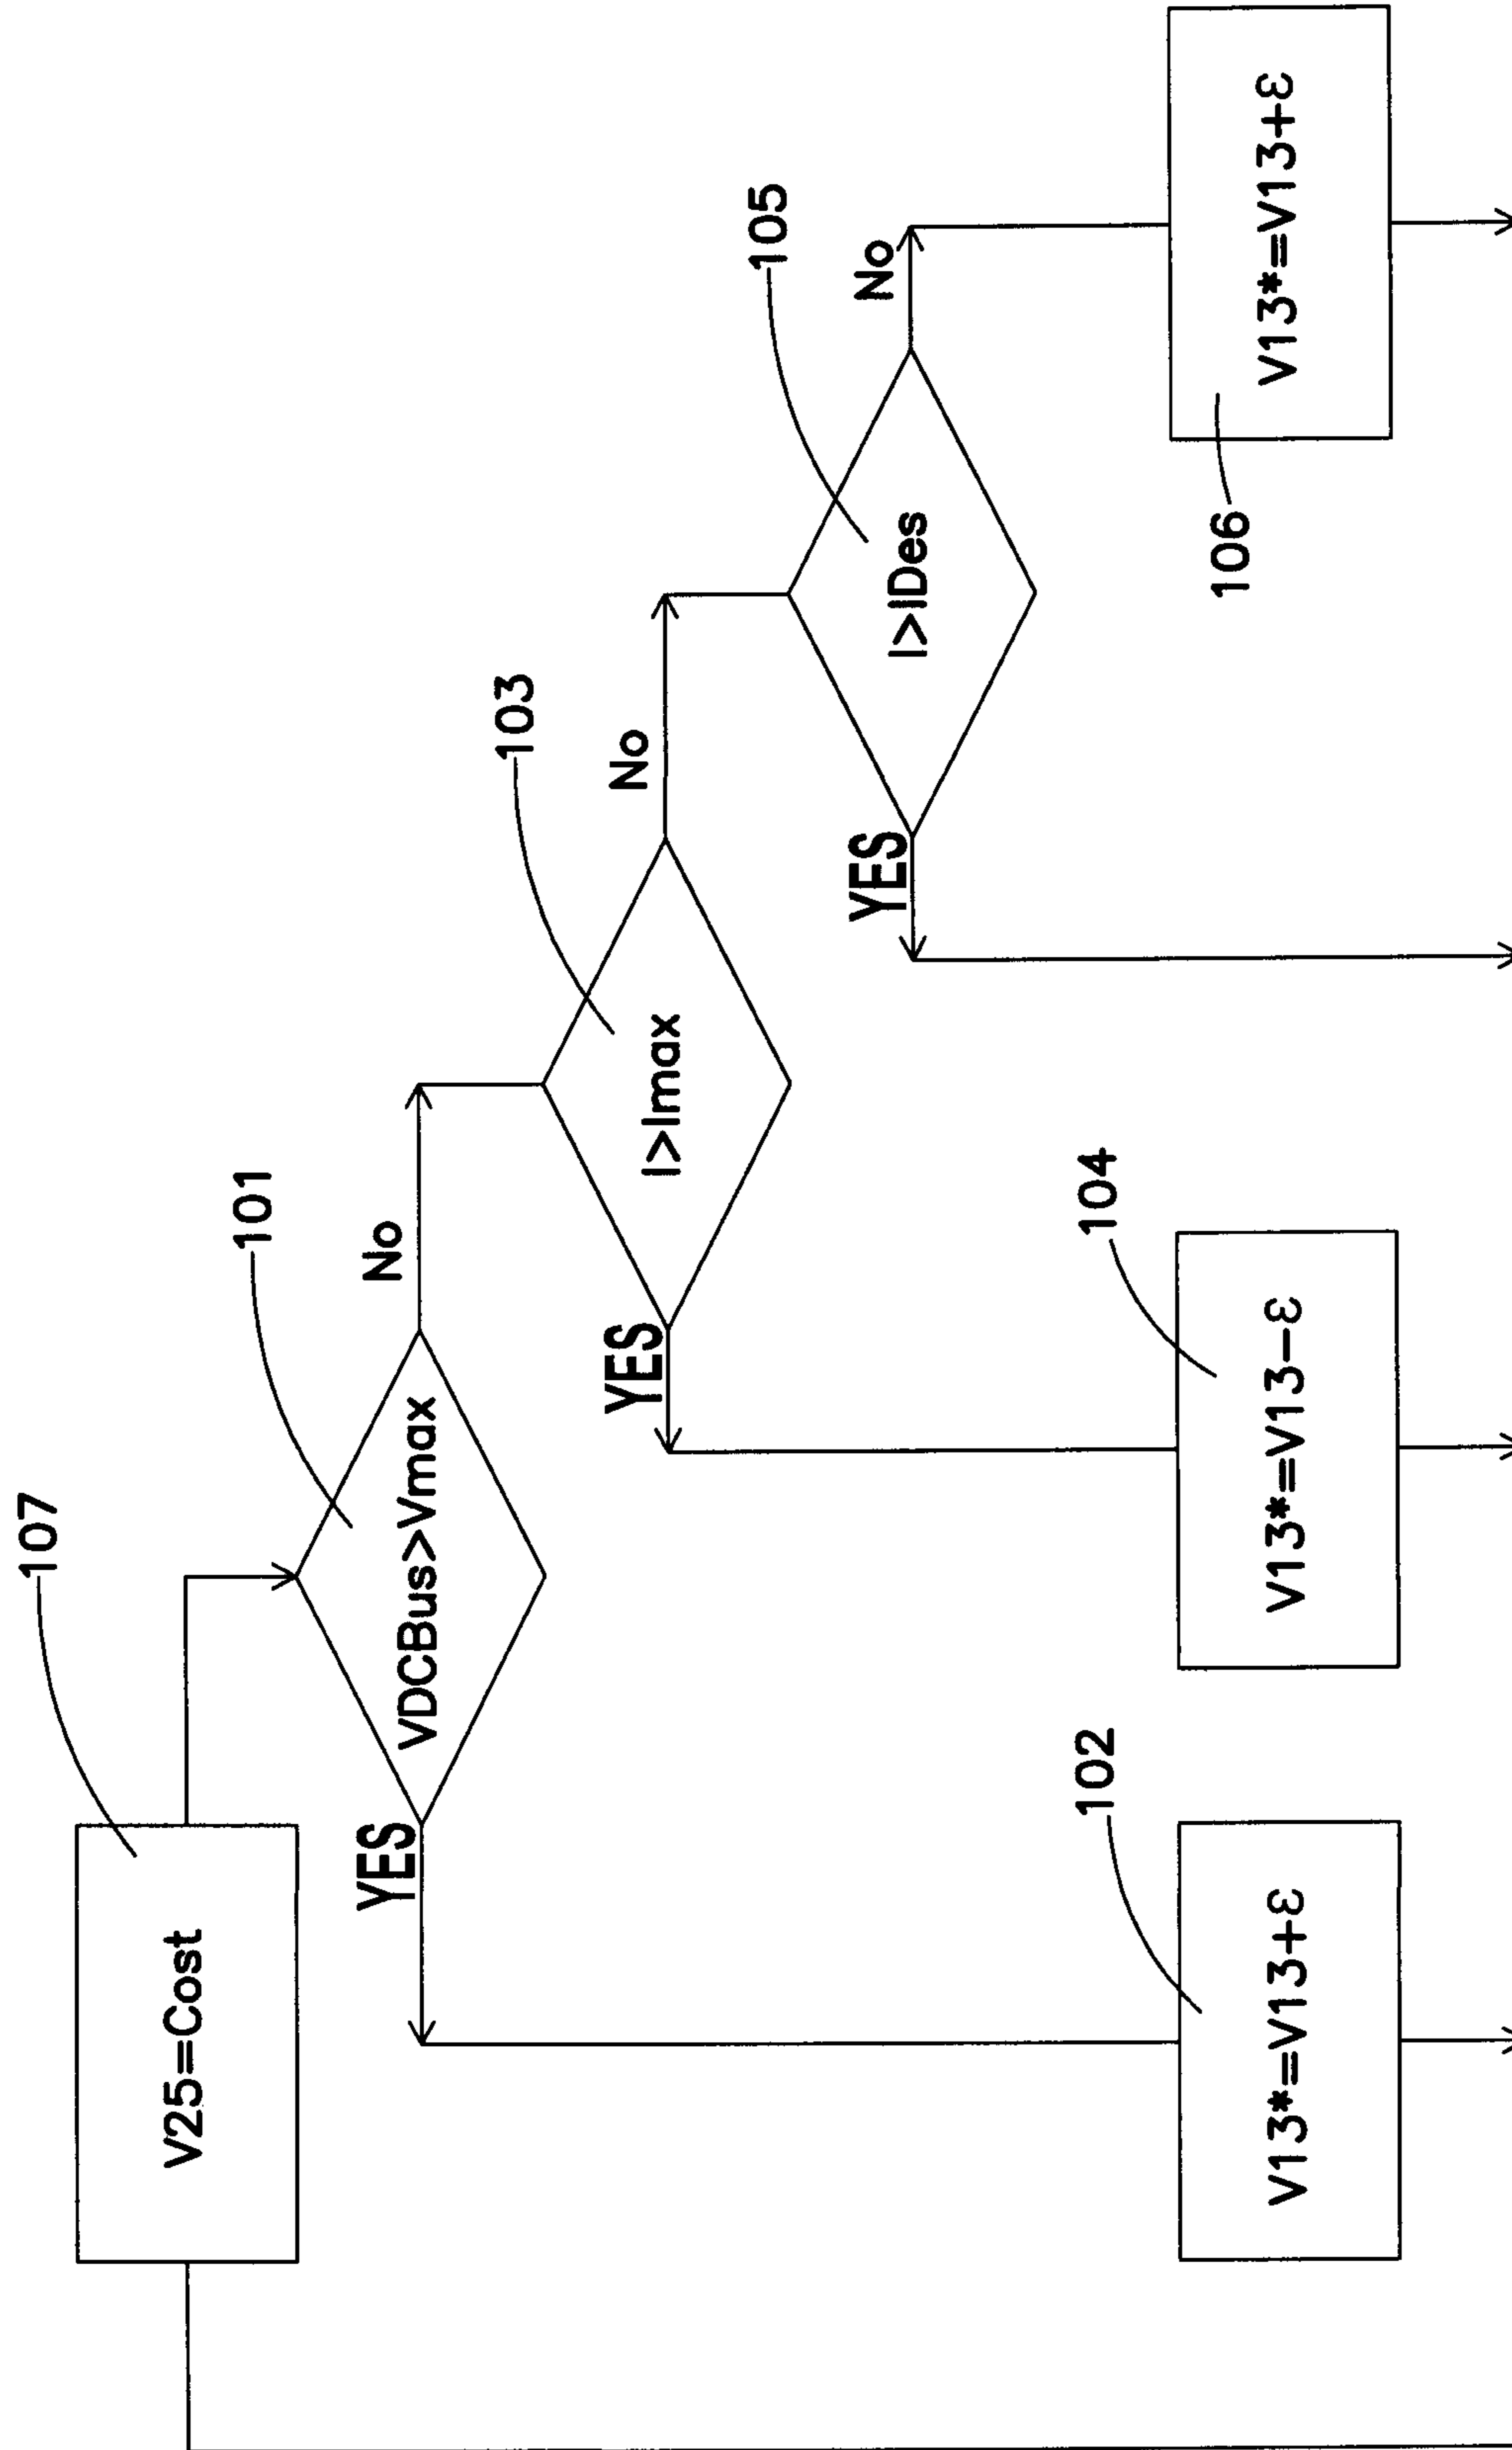 107
V25=Cost
101
VDCBus>Vmax
YES
No
103
I>Imax
YES
No
105
I>IDes
YES
No
102
V13*=V13+ε
104
V13*=V13-ε
106
V13*=V13+ε